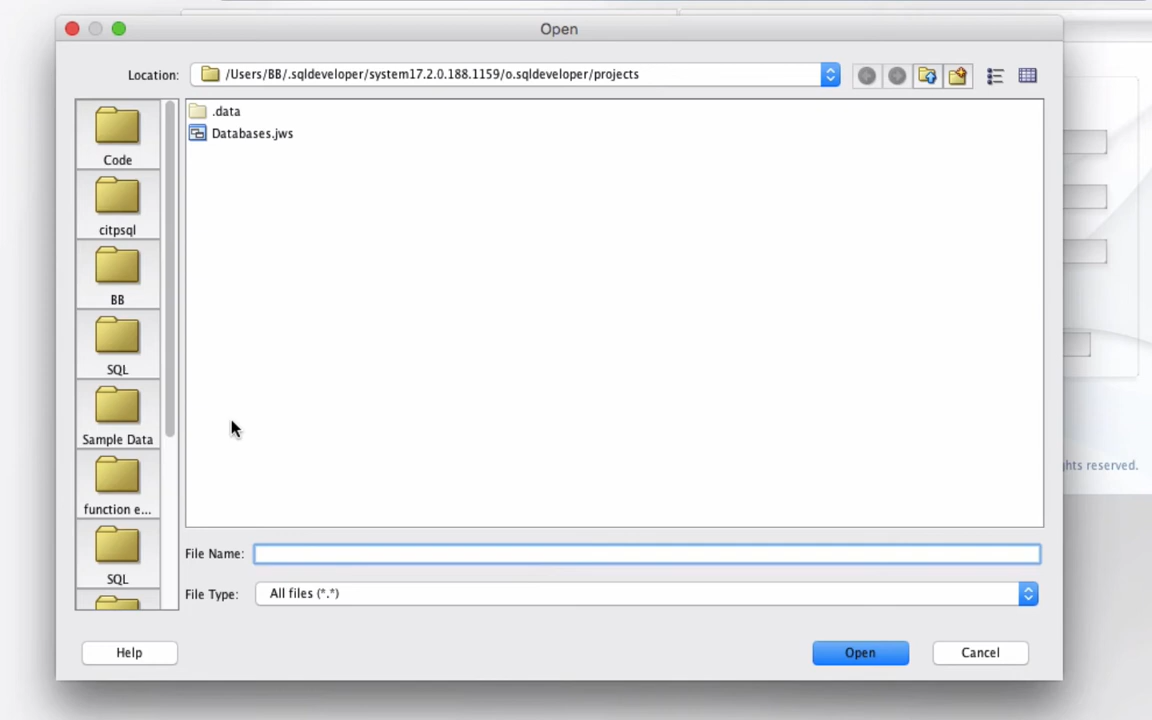 Open
Location: /Users/BB/.sqldeveloper/system17.2.0.188.1159/o.sqldeveloper/projects
Code
citpsql
BB
SQL
Sample Data
function e...
SQL
.data
Databases.jws
File Name:
File Type: All files (*.*)
Help
Open
Cancel
hts reserved.